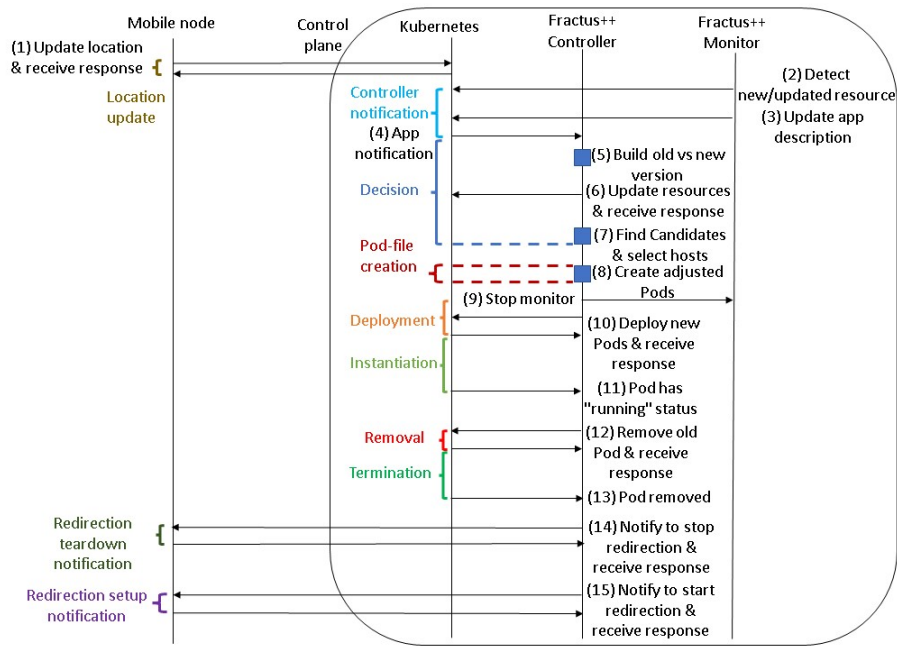 Mobile node
Control
plane
Kubernetes
Fractus++
Controller
Fractus++
Monitor
(1) Update location
& receive response
Location
update
(2) Detect
new/updated resource
(3) Update app
description
Controller
notification
(4) App
notification
(5) Build old vs new
version
Decision
(6) Update resources
& receive response
(7) Find Candidates
& select hosts
Pod-file
creation
(8) Create adjusted
Pods
(9) Stop monitor
Deployment
(10) Deploy new
Pods & receive
response
Instantiation
(11) Pod has
"running" status
Removal
(12) Remove old
Pod & receive
response
Termination
(13) Pod removed
Redirection
teardown
notification
(14) Notify to stop
redirection &
receive response
Redirection setup
notification
(15) Notify to start
redirection &
receive response